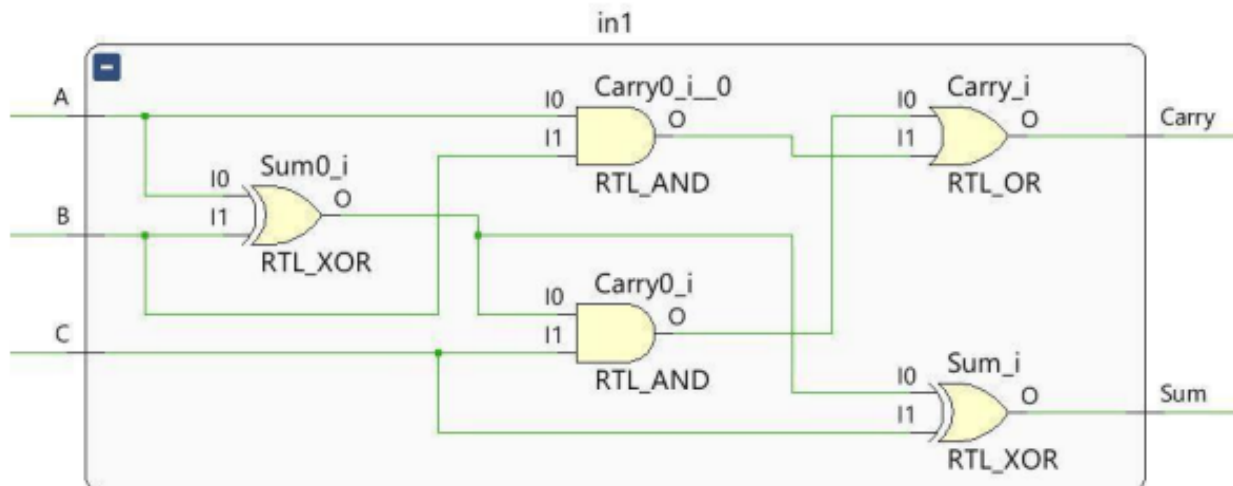 in1
A
Carry0_i__0
Carry_i
I0
O
I1
RTL_AND
I0
O
I1
RTL_OR
Carry
Sum0_i
I0
O
I1
RTL_XOR
B
Carry0_i
I0
O
I1
RTL_AND
C
Sum_i
I0
O
I1
RTL_XOR
Sum